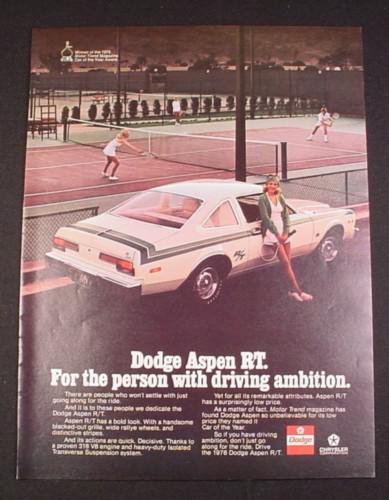 Winner of the 1976
Motor Trend Magazine
Car of the Year Award
R/T
Dodge Aspen R/T.
For the person with driving ambition.
There are people who won't settle with just
going along for the ride.
And it is to these people we dedicate the
Dodge Aspen R/T.
Aspen R/T has a bold look. With a handsome
blacked-out grille, wide rallye wheels, and
distinctive stripes.
And its actions are quick. Decisive. Thanks to
a proven 318 V8 engine and heavy-duty Isolated
Transverse Suspension system.
Yet for all its remarkable attributes, Aspen R/T
has a surprisingly low price.
As a matter of fact, Motor Trend magazine has
found Dodge Aspen so unbelievable for its low
price they named it
Car of the Year.
So if you have driving
ambition, don't just go
along for the ride. Drive
the 1976 Dodge Aspen R/T.
Dodge
CHRYSLER